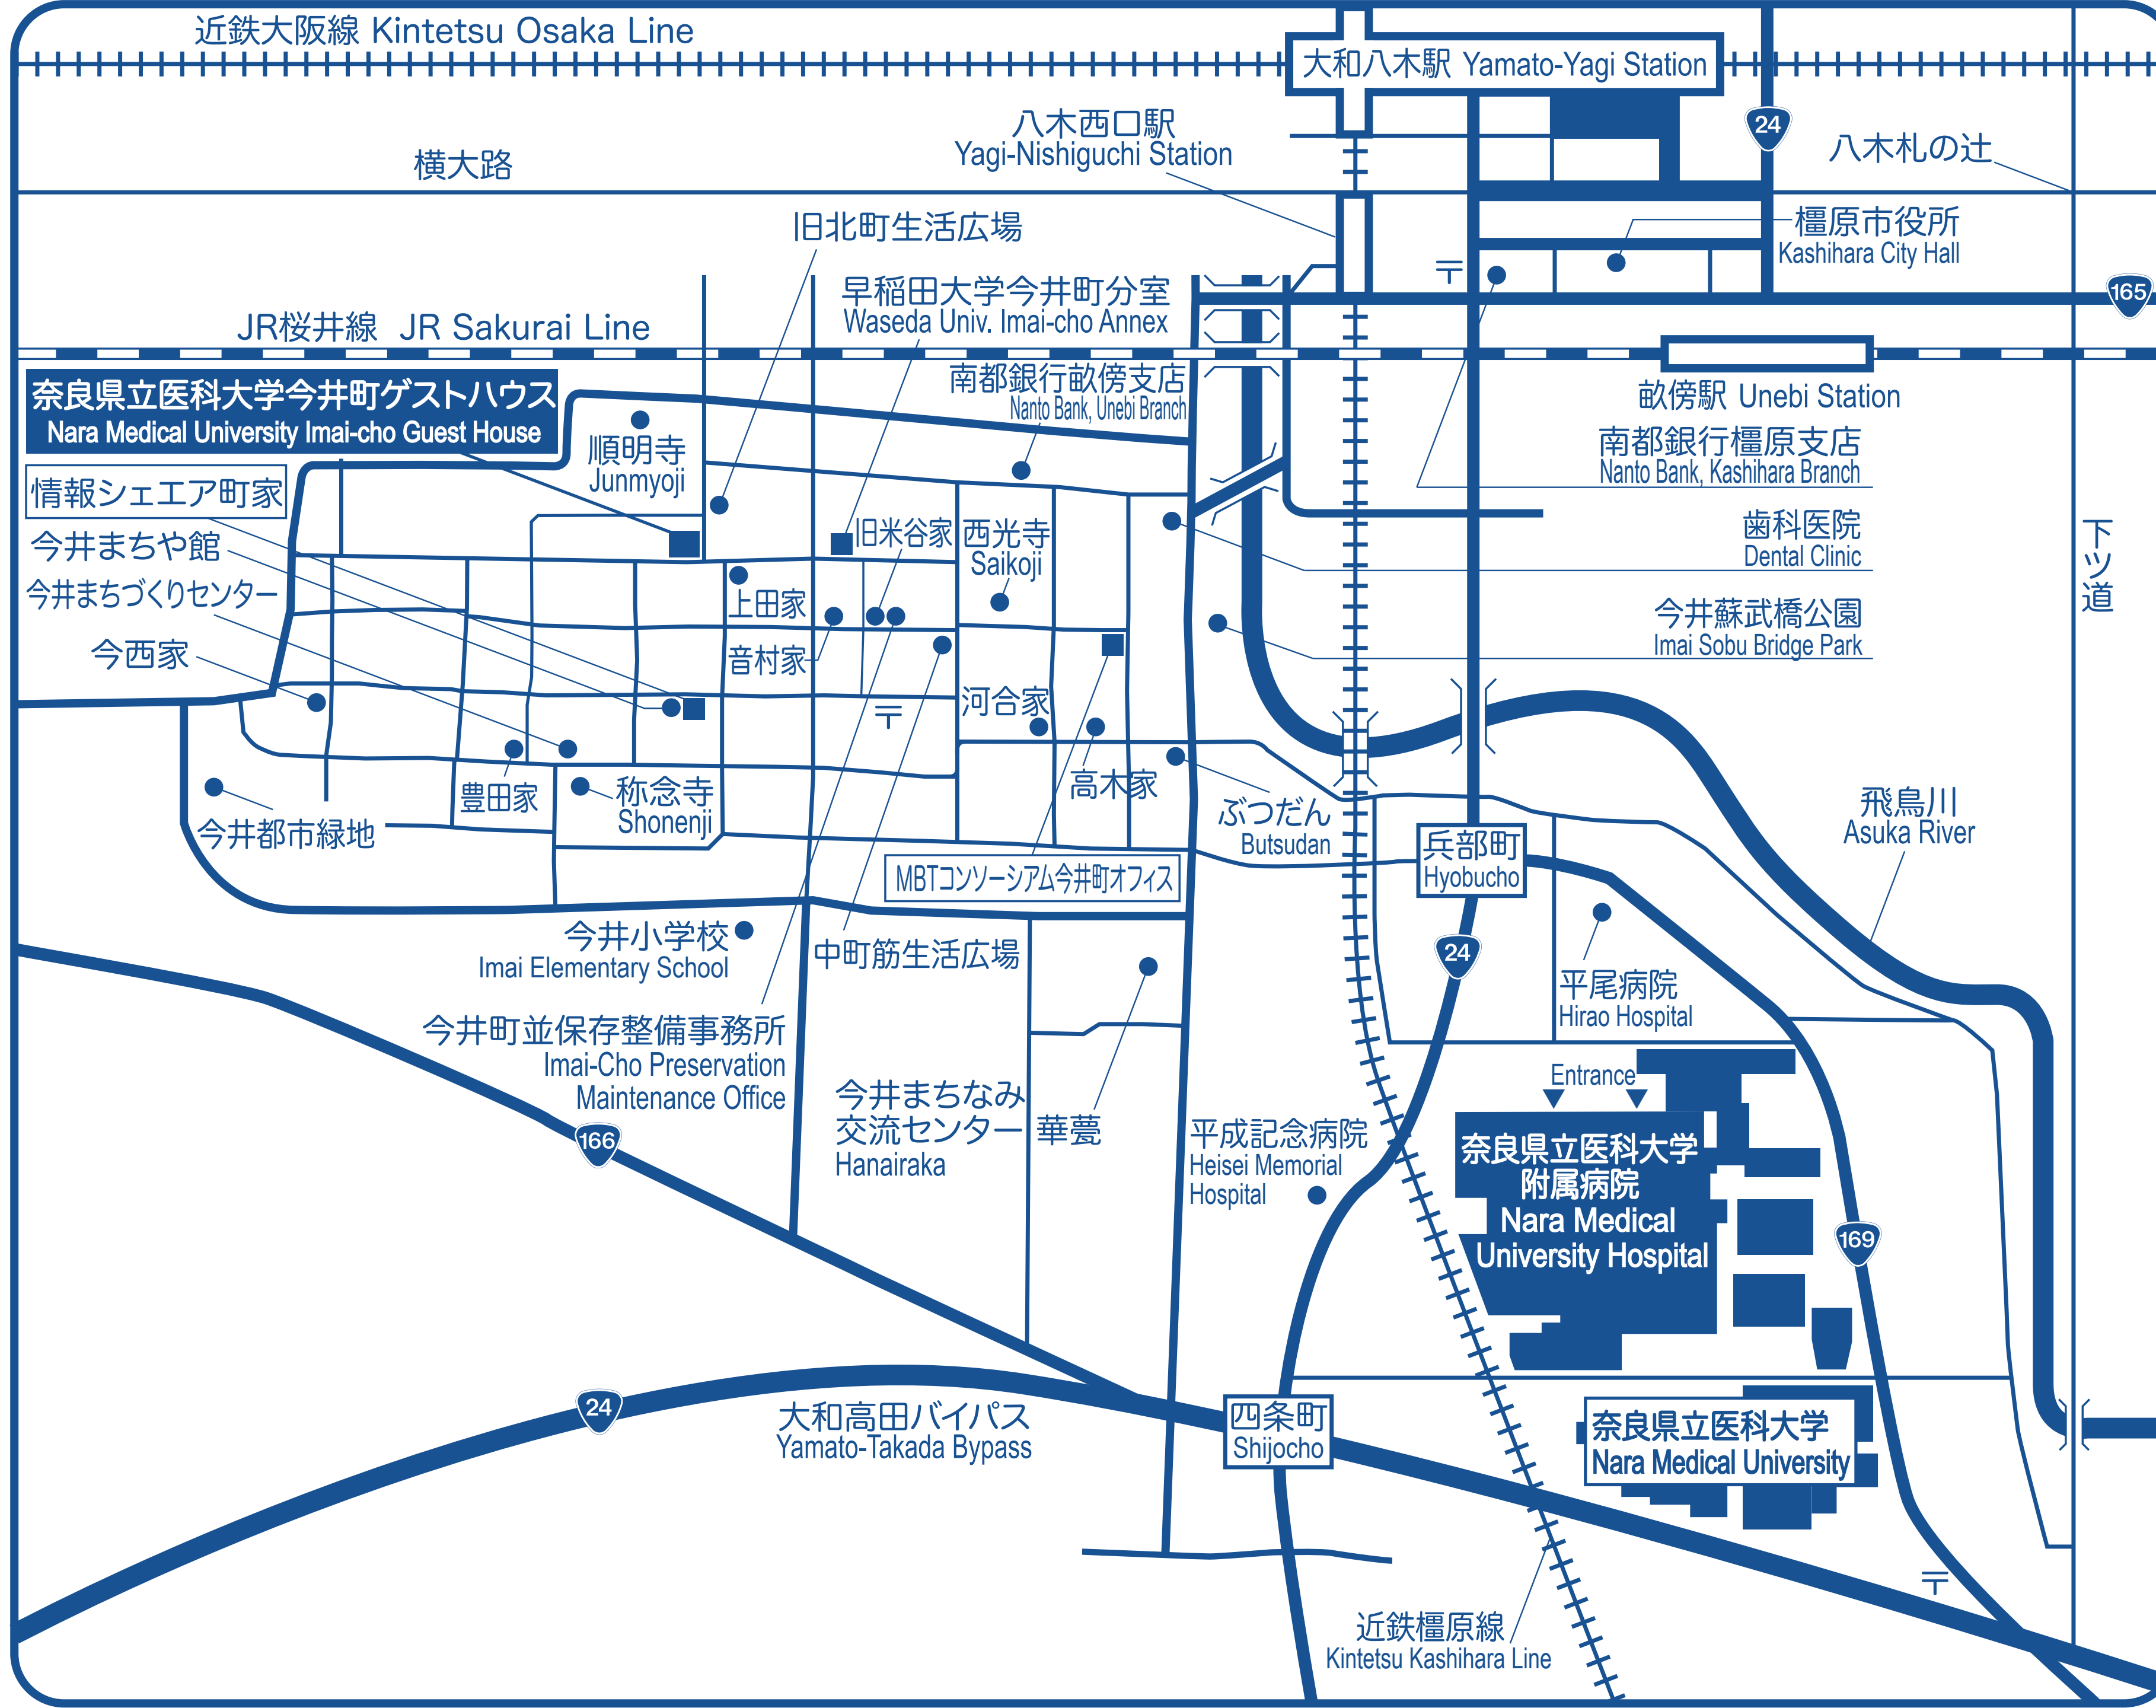 近鉄大阪線 Kintetsu Osaka Line
大和八木駅 Yamato-Yagi Station
八木西口駅
Yagi-Nishiguchi Station
24
八木札の辻
横大路
旧北町生活広場
橿原市役所
Kashihara City Hall
〒
早稲田大学今井町分室
Waseda Univ. Imai-cho Annex
165
JR桜井線 JR Sakurai Line
奈良県立医科大学今井町ゲストハウス
Nara Medical University Imai-cho Guest House
南都銀行畝傍支店
Nanto Bank, Unebi Branch
畝傍駅 Unebi Station
順明寺
Junmyoji
南都銀行橿原支店
Nanto Bank, Kashihara Branch
情報シェエア町家
今井まちや館
今井まちづくりセンター
今西家
旧米谷家
西光寺
Saikoji
歯科医院
Dental Clinic
下ツ道
上田家
音村家
今井蘇武橋公園
Imai Sobu Bridge Park
河合家
〒
豊田家
称念寺
Shonenji
高木家
今井都市緑地
ぶつだん
Butsudan
兵部町
Hyobucho
飛鳥川
Asuka River
MBTコンソーシアム今井町オフィス
今井小学校
Imai Elementary School
中町筋生活広場
24
平尾病院
Hirao Hospital
今井町並保存整備事務所
Imai-Cho Preservation
Maintenance Office
今井まちなみ
交流センター 華甍
Hanairaka
166
平成記念病院
Heisei Memorial
Hospital
Entrance
奈良県立医科大学
附属病院
Nara Medical
University Hospital
169
24
大和高田バイパス
Yamato-Takada Bypass
四条町
Shijocho
奈良県立医科大学
Nara Medical University
〒
近鉄橿原線
Kintetsu Kashihara Line